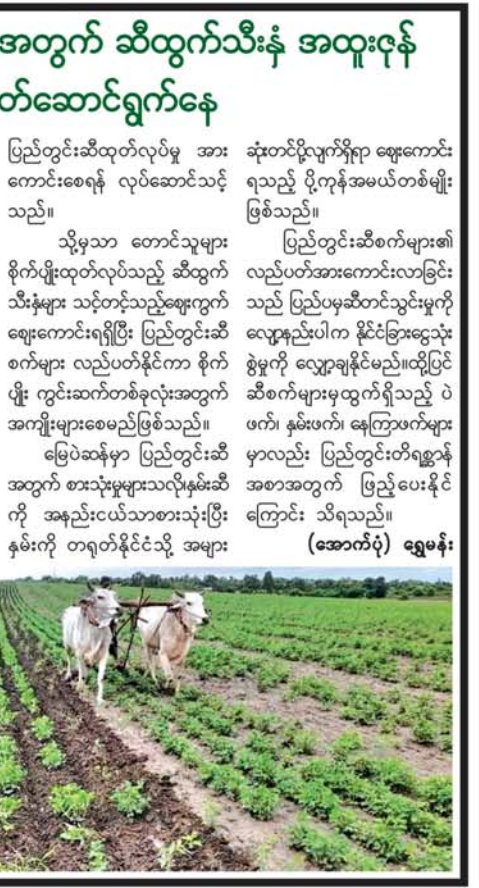 အတွက် ဆီထွက်သီးနှံ အထူးဇုန်
တ်ဆောင်ရွက်နေ
ပြည်တွင်းဆီထုတ်လုပ်မှု အား
ကောင်းစေရန် လုပ်ဆောင်သင့်
သည်။
သို့မှသာ တောင်သူများ
စိုက်ပျိုးထုတ်လုပ်သည့် ဆီထွက်
သီးနှံများ သင့်တင့်သည့်ဈေးကွက်
ဈေးကောင်းရရှိပြီး ပြည်တွင်းဆီ
စက်များ လည်ပတ်နိုင်ကာ စိုက်
ပျိုး ကွင်းဆက်တစ်ခုလုံးအတွက်
အကျိုးများစေမည်ဖြစ်သည်။
မြေပဲဆန်မှာ ပြည်တွင်းဆီ
အတွက် စားသုံးမှုများသလို၊နှမ်းဆီ
ကို အနည်းငယ်သာစားသုံးပြီး
နှမ်းကို တရုတ်နိုင်ငံသို့ အများ
ဆုံးတင်ပို့လျက်ရှိရာ ဈေးကောင်း
ရသည့် ပို့ကုန်အမယ်တစ်မျိုး
ဖြစ်သည်။
ပြည်တွင်းဆီစက်များ၏
လည်ပတ်အားကောင်းလာခြင်း
သည် ပြည်ပမှဆီတင်သွင်းမှုကို
လျော့နည်းပါက နိုင်ငံခြားငွေသုံး
စွဲမှုကို လျှော့ချနိုင်မည်။ထို့ပြင်
ဆီစက်များမှထွက်ရှိသည့် ပဲ
ဖက်၊ နှမ်းဖက်၊ နေကြာဖက်များ
မှာလည်း ပြည်တွင်းတိရစ္ဆာန်
အစာအတွက် ဖြည့်ပေးနိုင်
ကြောင်း သိရသည်။
(အောက်ပုံ) ရွှေမန်း